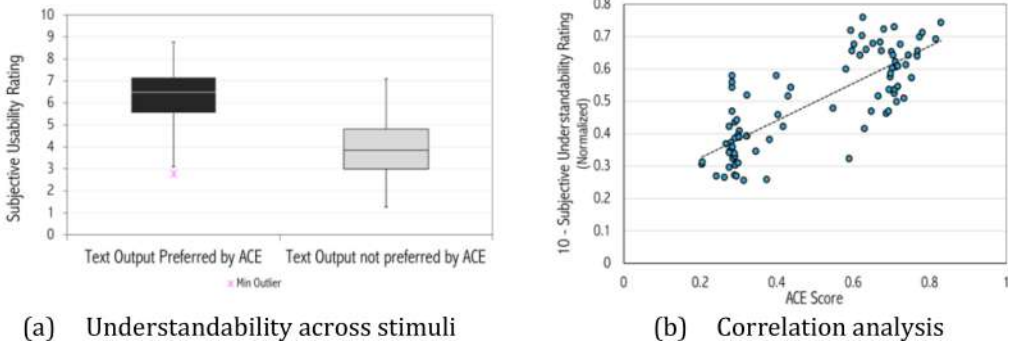 Subjective Usability Rating
10
9
8
7
6
5
4
3
2
1
0
Text Output Preferred by ACE
Text Output not preferred by ACE
× Min Outlier
(a) Understandability across stimuli
10 - Subjective Understandability Rating
(Normalized)
0.8
0.7
0.6
0.5
0.4
0.3
0.2
0.1
0
0 0.2 0.4 0.6 0.8 1
ACE Score
(b) Correlation analysis